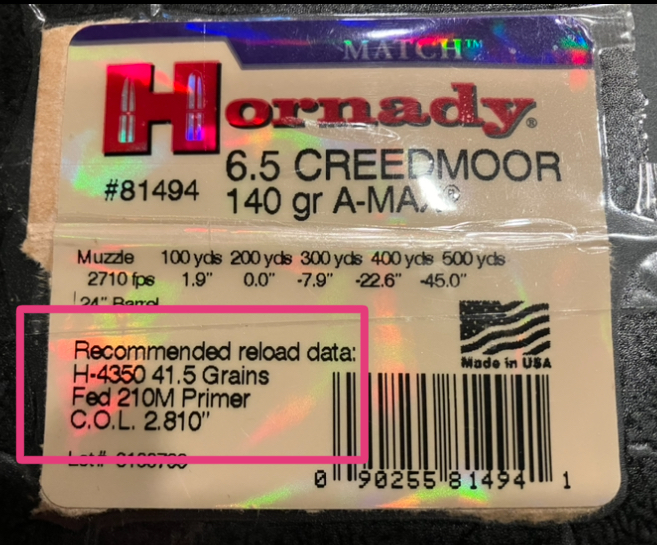 MATCH™
Hornady®
6.5 CREEDMOOR
#81494
140 gr A-MAX®
Muzzle 100 yds 200 yds 300 yds 400 yds 500 yds
2710 fps 1.9" 0.0" -7.9" -22.6" -45.0"
24" Barrel
Recommended reload data:
H-4350 41.5 Grains
Fed 210M Primer
C.O.L. 2.810"
Made in USA
Lot#
0 90255 81494 1